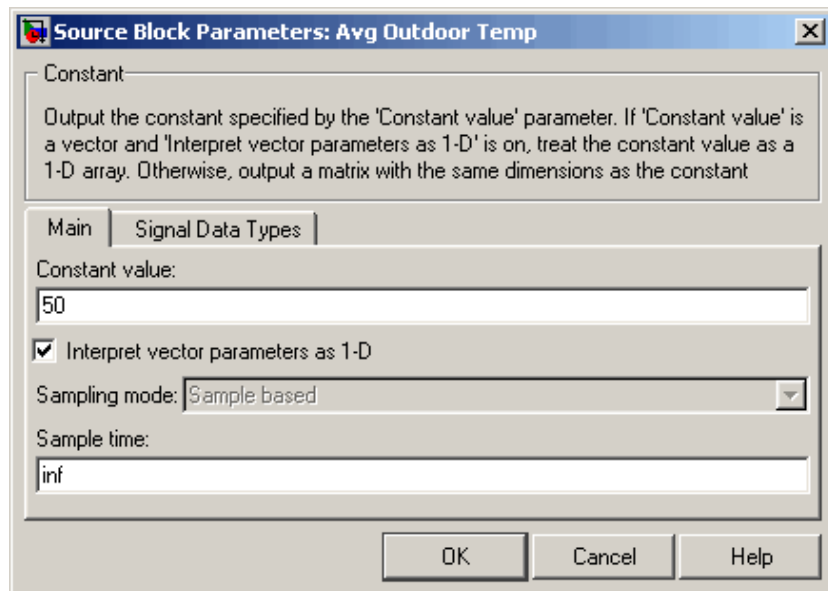 Source Block Parameters: Avg Outdoor Temp
Constant
Output the constant specified by the 'Constant value' parameter. If 'Constant value' is
a vector and 'Interpret vector parameters as 1-D' is on, treat the constant value as a
1-D array. Otherwise, output a matrix with the same dimensions as the constant
Main Signal Data Types
Constant value:
50
Interpret vector parameters as 1-D
Sampling mode: Sample based
Sample time:
inf
OK Cancel Help